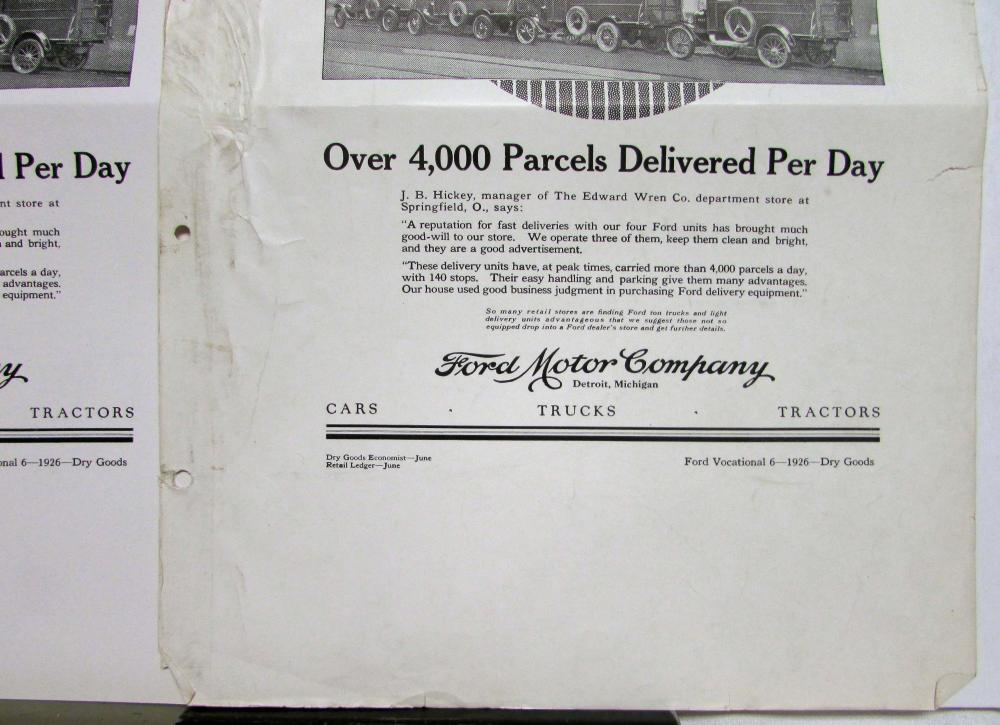 l Per Day
nt store at
ought much
n and bright,
arcels a day,
advantages.
equipment."
y
TRACTORS
onal 6—1926—Dry Goods
Over 4,000 Parcels Delivered Per Day
J. B. Hickey, manager of The Edward Wren Co. department store at
Springfield, O., says:
"A reputation for fast deliveries with our four Ford units has brought much
good-will to our store. We operate three of them, keep them clean and bright,
and they are a good advertisement.
"These delivery units have, at peak times, carried more than 4,000 parcels a day,
with 140 stops. Their easy handling and parking give them many advantages.
Our house used good business judgment in purchasing Ford delivery equipment."
So many retail stores are finding Ford ton trucks and light
delivery units advantageous that we suggest those not so
equipped drop into a Ford dealer's store and get further details.
Ford Motor Company
Detroit, Michigan
CARS · TRUCKS · TRACTORS
Dry Goods Economist—June
Retail Ledger—June
Ford Vocational 6—1926—Dry Goods